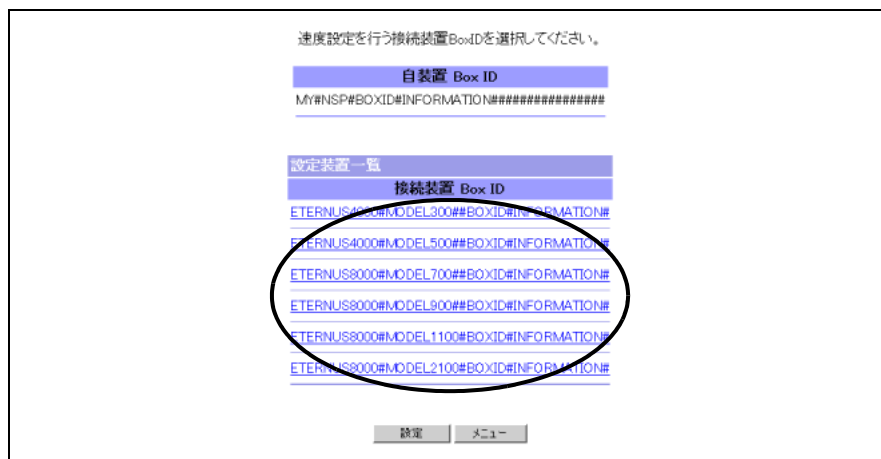 速度設定を行う接続装置BoxIDを選択してください。
自装置 Box ID
MY#NSP#BOXID#INFORMATION################
設定装置一覧
接続装置 Box ID
ETERNUS4000#MODEL300##BOXID#INFORMATION#
ETERNUS4000#MODEL500##BOXID#INFORMATION#
ETERNUS8000#MODEL700##BOXID#INFORMATION#
ETERNUS8000#MODEL900##BOXID#INFORMATION#
ETERNUS8000#MODEL1100#BOXID#INFORMATION#
ETERNUS8000#MODEL2100#BOXID#INFORMATION#
設定 メニュー